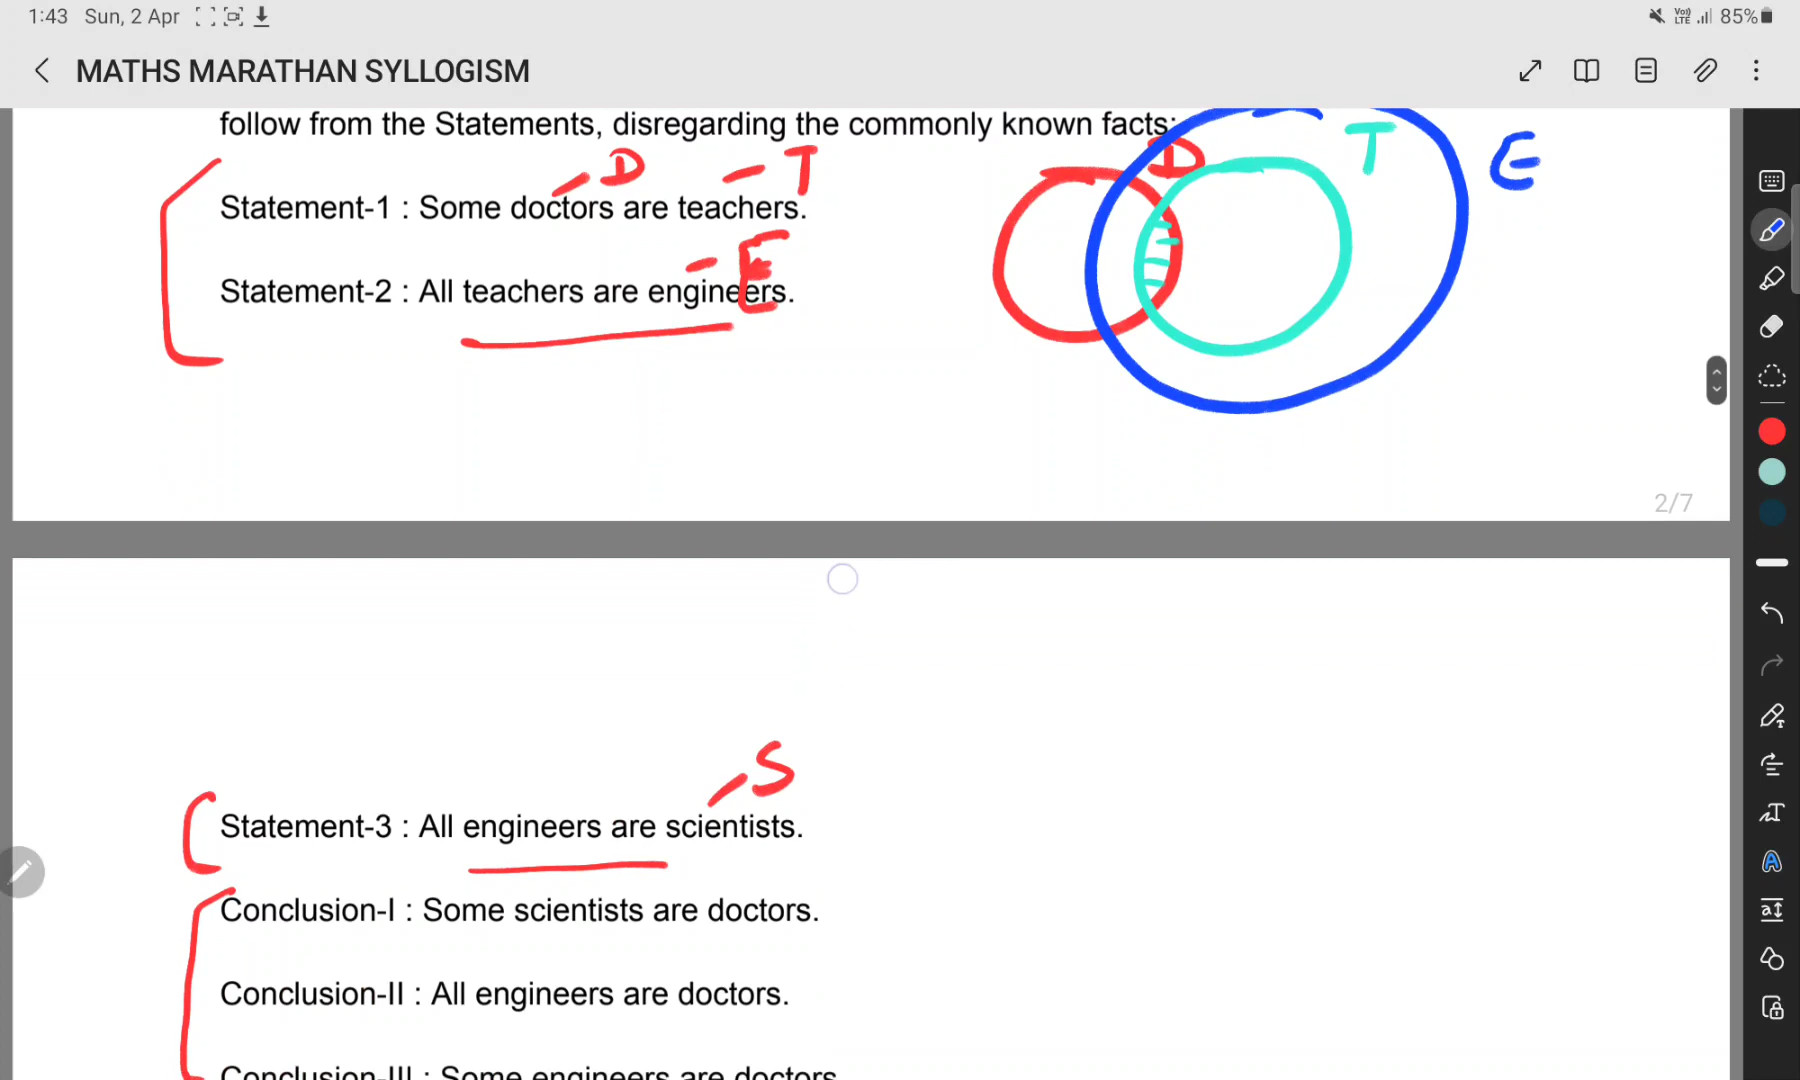 1:43 Sun, 2 Apr
Vo)) LTE 85%
MATHS MARATHAN SYLLOGISM
follow from the Statements, disregarding the commonly known facts:
D T D T E
Statement-1 : Some doctors are teachers.
E
Statement-2 : All teachers are engineers.
2/7
S
Statement-3 : All engineers are scientists.
Conclusion-I : Some scientists are doctors.
Conclusion-II : All engineers are doctors.
Conclusion-III : Some engineers are doctors